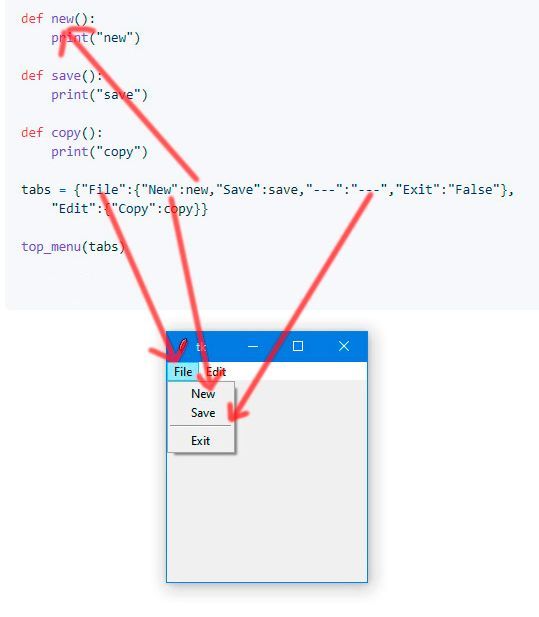 def new():
print("new")
def save():
print("save")
def copy():
print("copy")
tabs = {"File":{"New":new,"Save":save,"---":"---","Exit":"False"},
"Edit":{"Copy":copy}}
top_menu(tabs)
tk
File Edit
New
Save
Exit